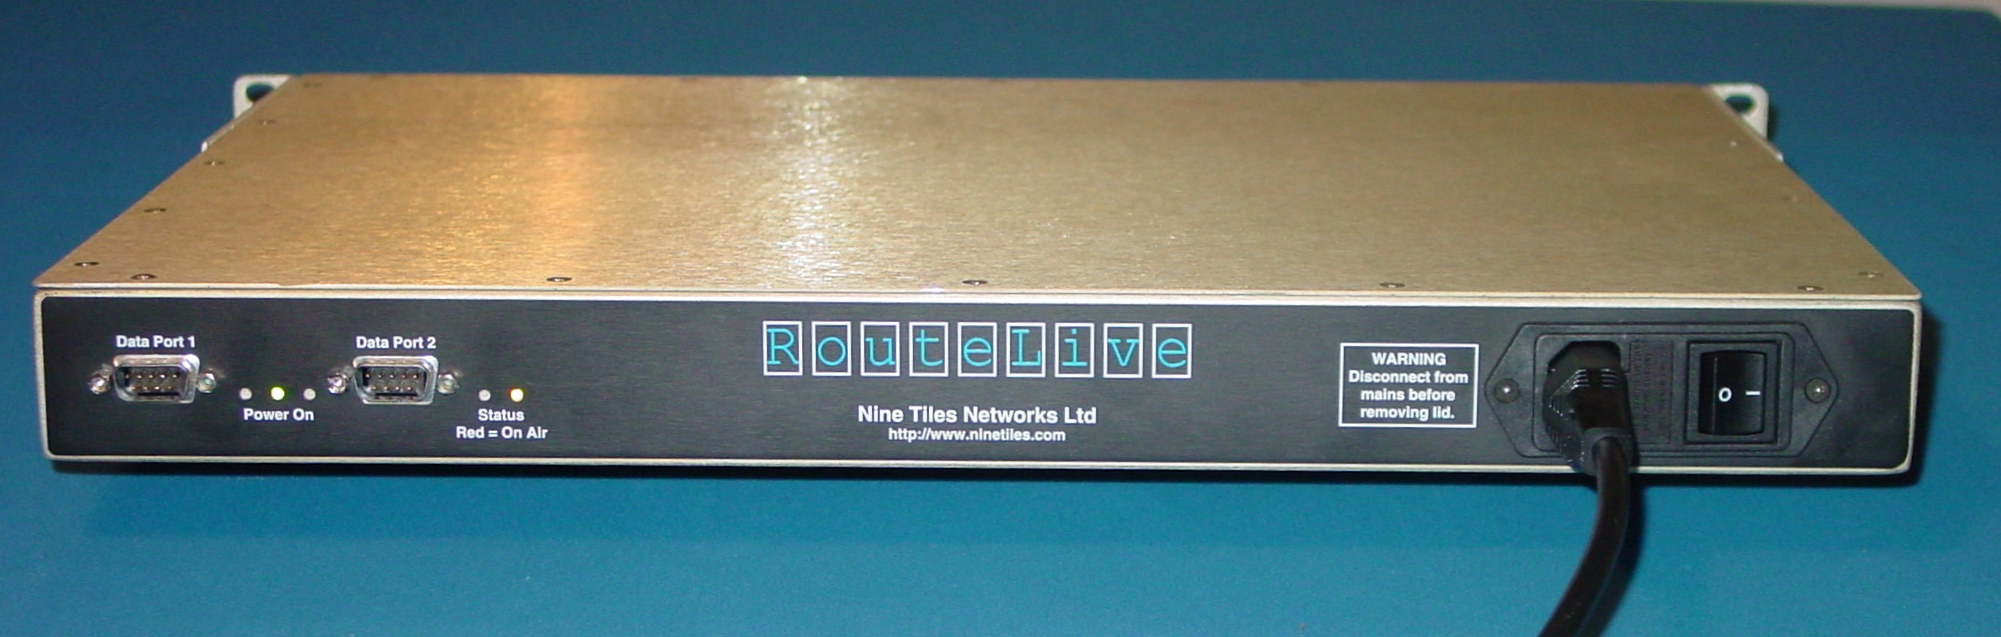 Data Port 1
Power On
Data Port 2
Status
Red = On Air
RouteLive
Nine Tiles Networks Ltd
http://www.ninetiles.com
WARNING
Disconnect from
mains before
removing lid.
O I